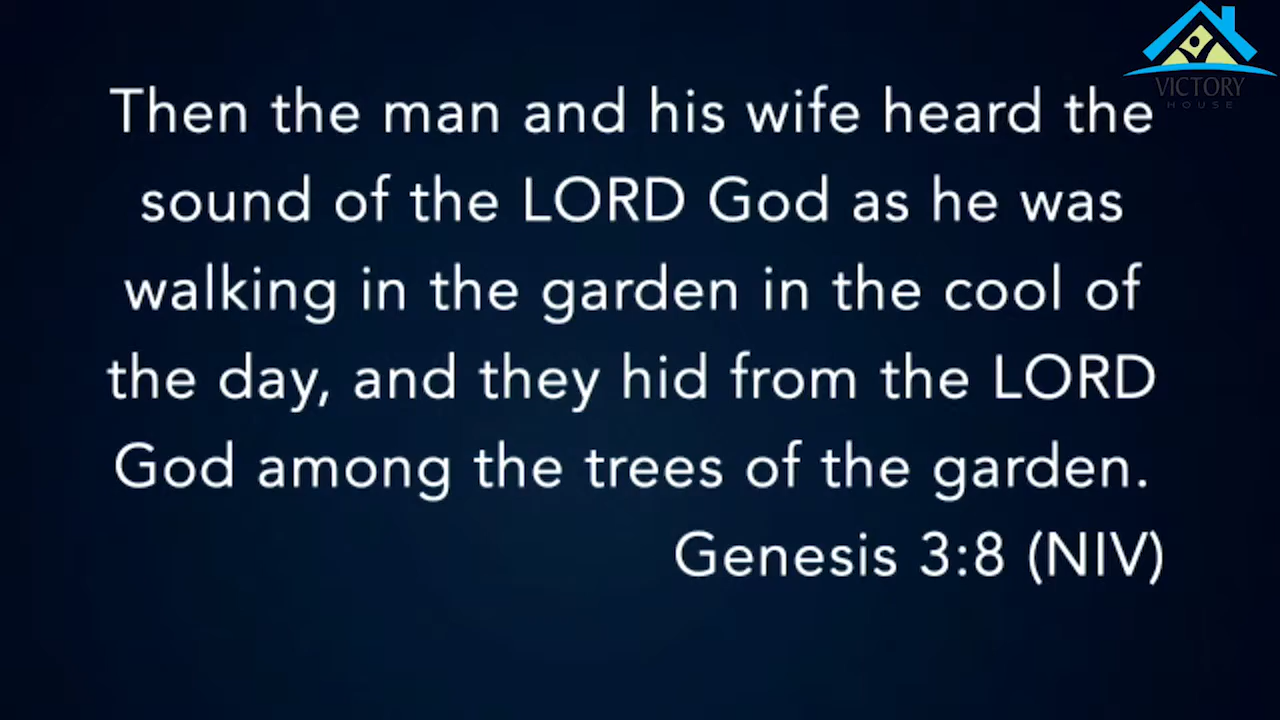 VICTORY
HOUSE
Then the man and his wife heard the
sound of the LORD God as he was
walking in the garden in the cool of
the day, and they hid from the LORD
God among the trees of the garden.
Genesis 3:8 (NIV)